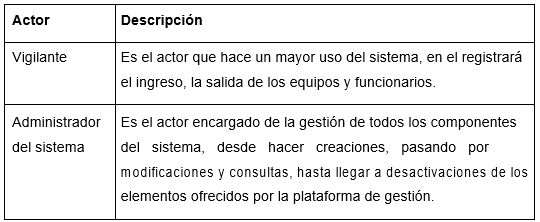 Actor Descripción
Vigilante Es el actor que hace un mayor uso del sistema, en el registrará
el ingreso, la salida de los equipos y funcionarios.
Administrador Es el actor encargado de la gestión de todos los componentes
del sistema del sistema, desde hacer creaciones, pasando por
modificaciones y consultas, hasta llegar a desactivaciones de los
elementos ofrecidos por la plataforma de gestión.